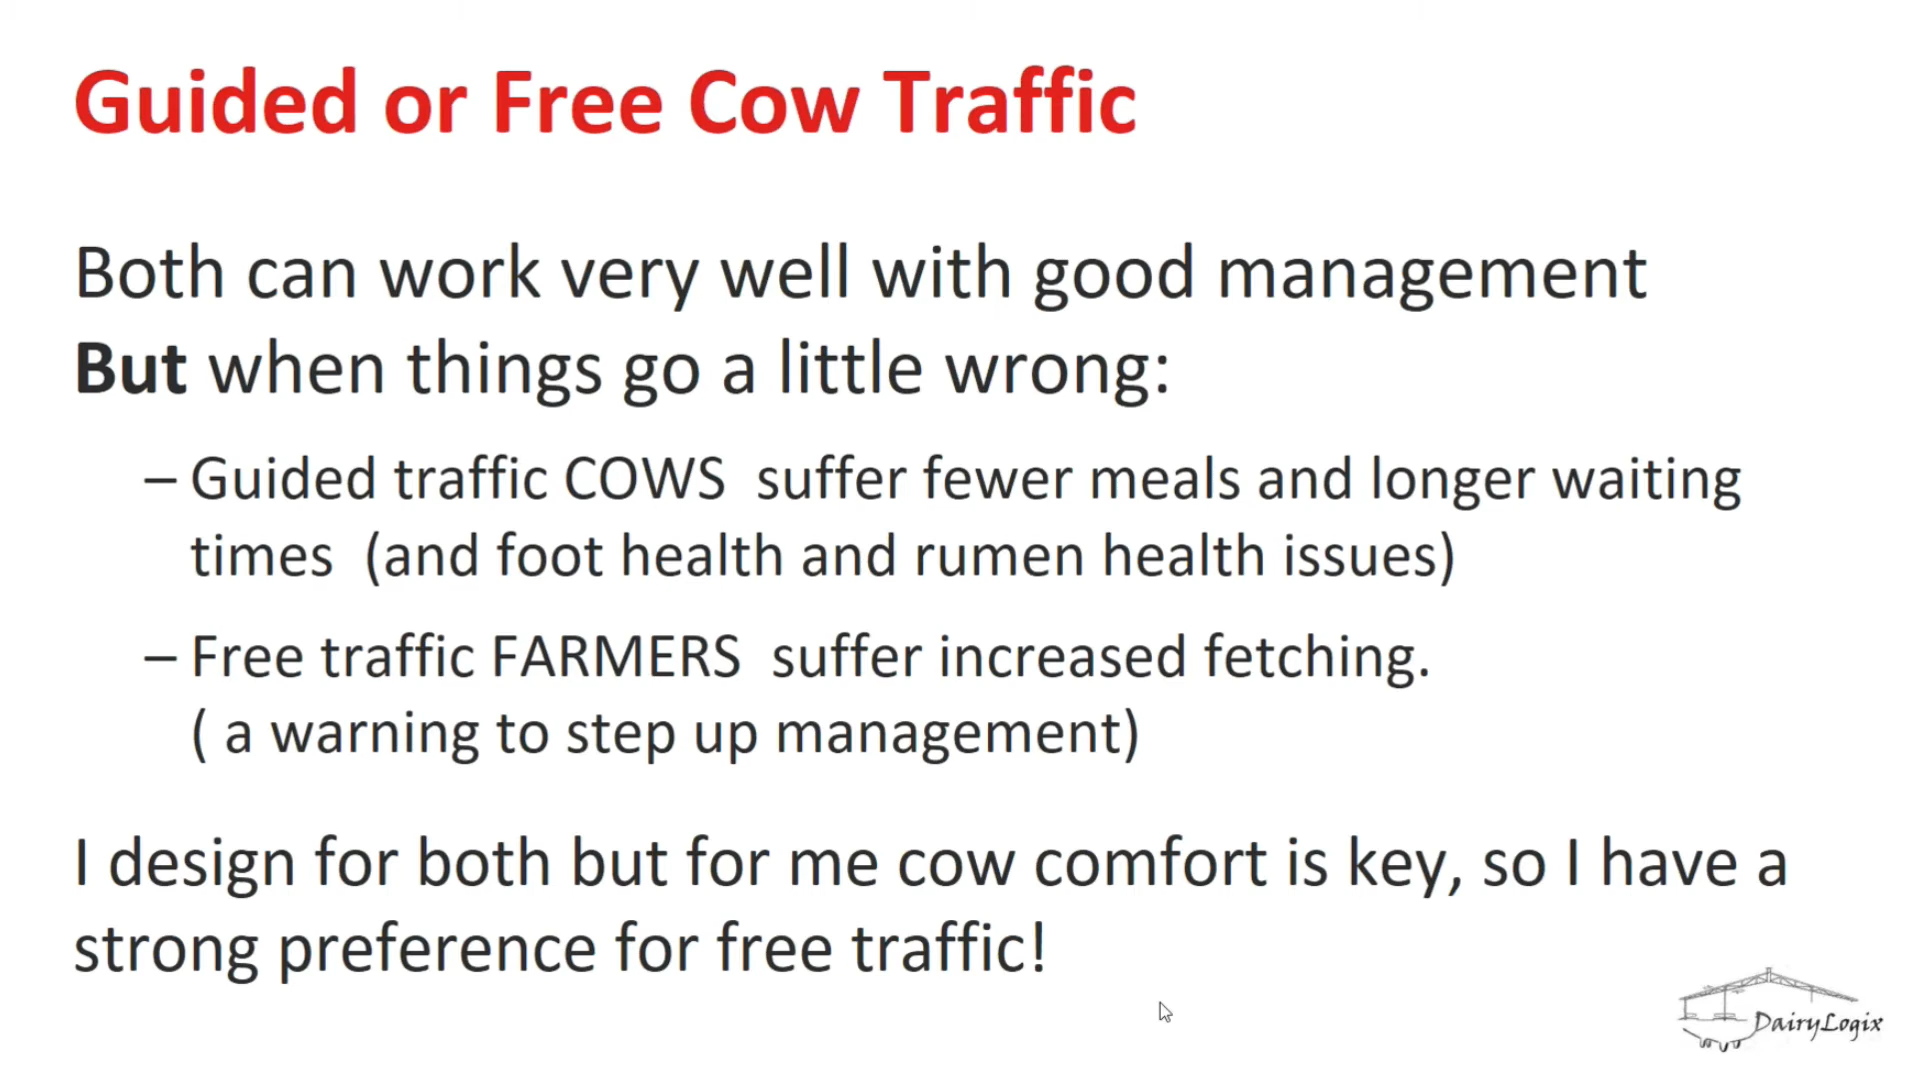 Guided or Free Cow Traffic
Both can work very well with good management
But when things go a little wrong:
– Guided traffic COWS suffer fewer meals and longer waiting
times (and foot health and rumen health issues)
– Free traffic FARMERS suffer increased fetching.
( a warning to step up management)
I design for both but for me cow comfort is key, so I have a
strong preference for free traffic!
DairyLogix